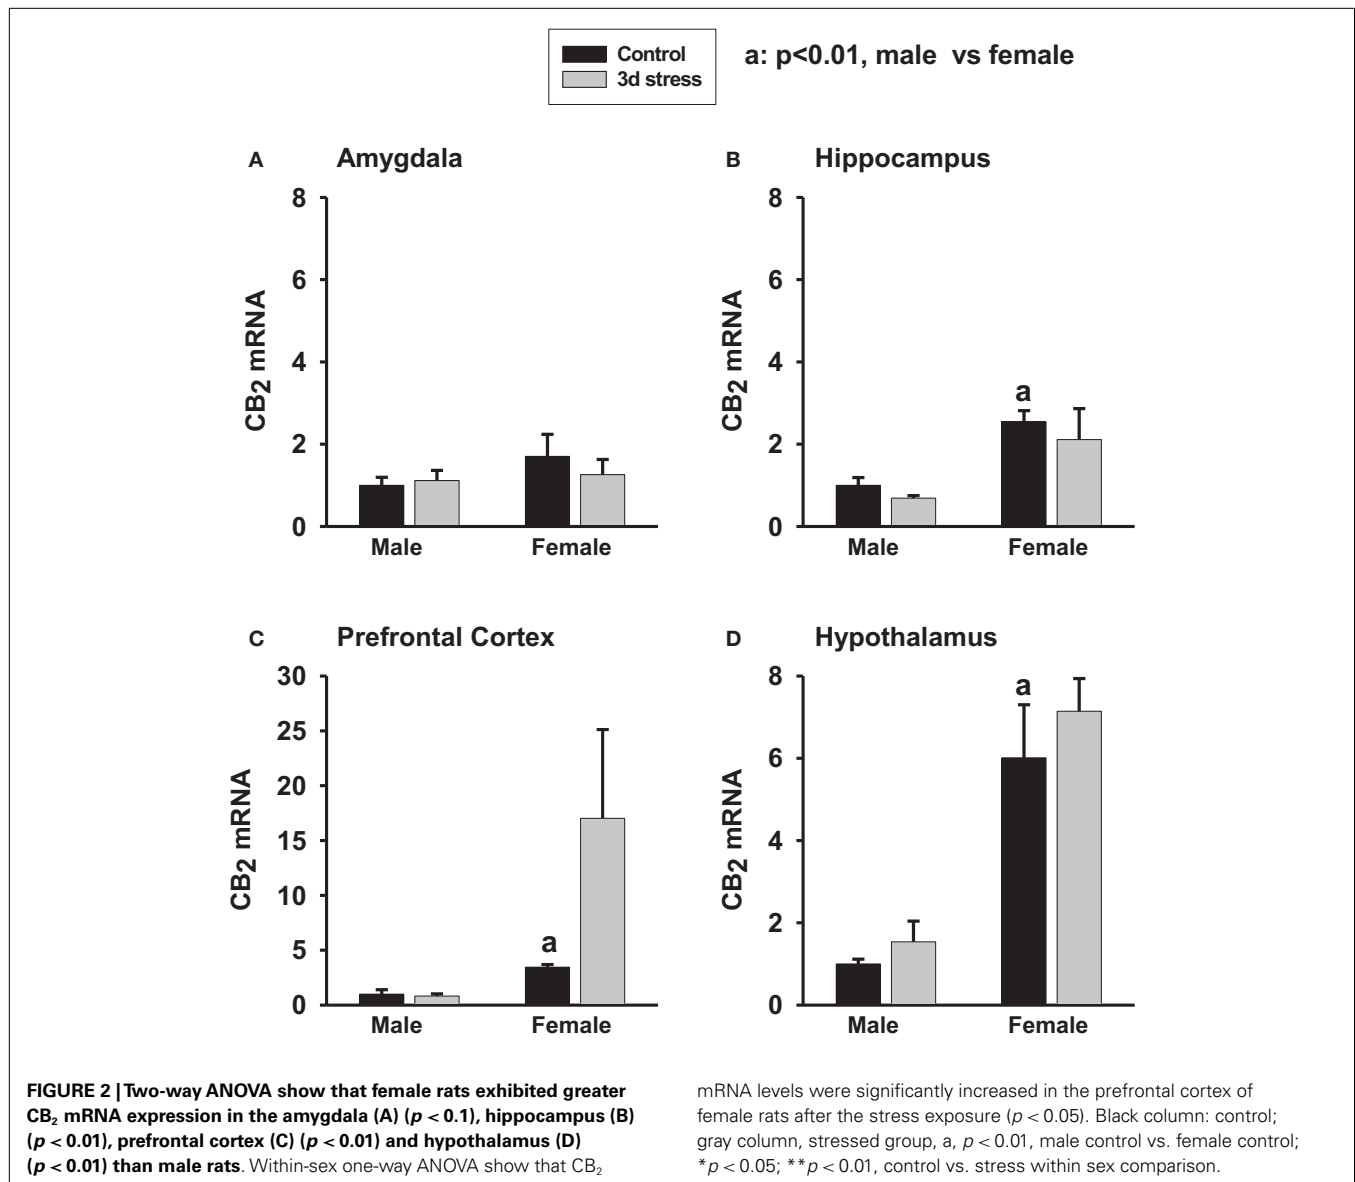 Control
3d stress
a: p<0.01, male vs female
A Amygdala
8
6
4
2
0
CB2 mRNA
Male Female
B Hippocampus
8
6
4
2
0
CB2 mRNA
a
Male Female
C Prefrontal Cortex
30
25
20
15
10
5
0
CB2 mRNA
a
Male Female
D Hypothalamus
8
6
4
2
0
CB2 mRNA
a
Male Female
FIGURE 2 | Two-way ANOVA show that female rats exhibited greater
CB₂ mRNA expression in the amygdala (A) (p < 0.1), hippocampus (B)
(p < 0.01), prefrontal cortex (C) (p < 0.01) and hypothalamus (D)
(p < 0.01) than male rats. Within-sex one-way ANOVA show that CB₂
mRNA levels were significantly increased in the prefrontal cortex of
female rats after the stress exposure (p < 0.05). Black column: control;
gray column, stressed group, a, p < 0.01, male control vs. female control;
*p < 0.05; **p < 0.01, control vs. stress within sex comparison.